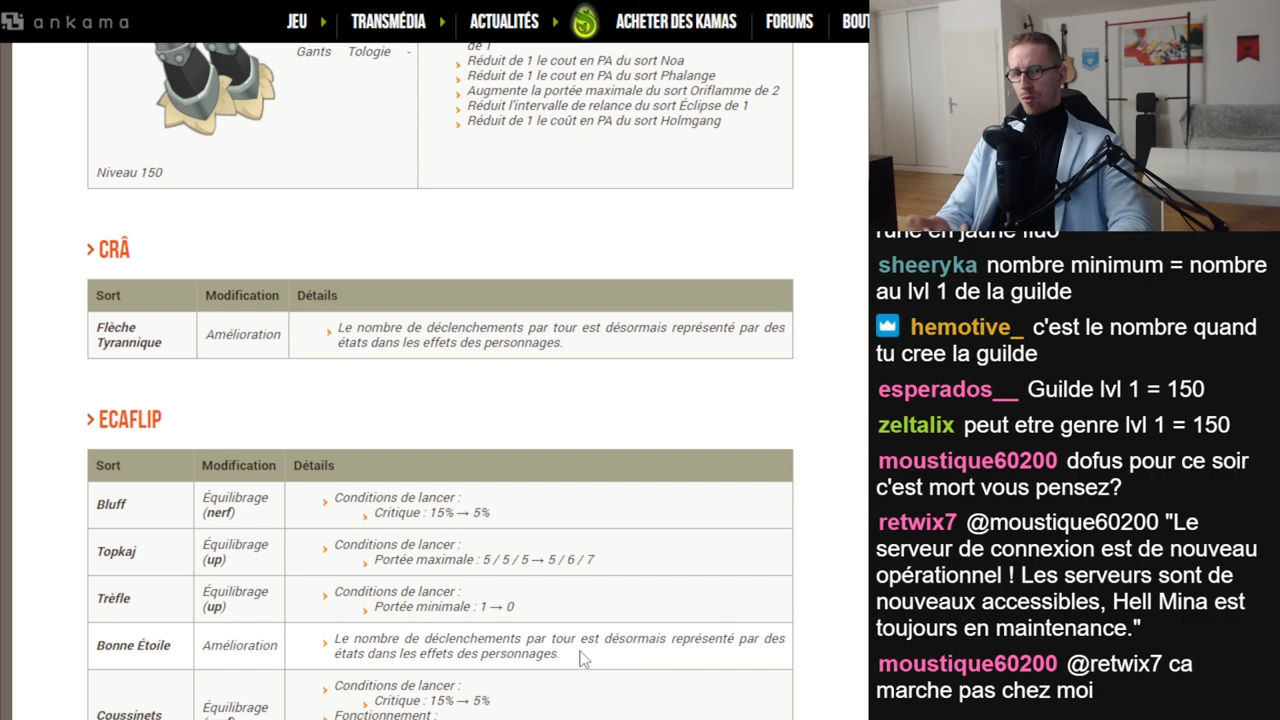 ankama
JEU
TRANSMÉDIA
ACTUALITÉS
ACHETER DES KAMAS
FORUMS
BOUT
Gants Tologie -
Niveau 150
de 1
Réduit de 1 le cout en PA du sort Noa
Réduit de 1 le cout en PA du sort Phalange
Augmente la portée maximale du sort Oriflamme de 2
Réduit l'intervalle de relance du sort Éclipse de 1
Réduit de 1 le coût en PA du sort Holmgang
CRÂ
Sort Modification Détails
Flèche Tyrannique
Amélioration
Le nombre de déclenchements par tour est désormais représenté par des
états dans les effets des personnages.
ECAFLIP
Sort Modification Détails
Bluff
Équilibrage
(nerf)
Conditions de lancer :
Critique : 15% → 5%
Topkaj
Équilibrage
(up)
Conditions de lancer :
Portée maximale : 5 / 5 / 5 → 5 / 6 / 7
Trèfle
Équilibrage
(up)
Conditions de lancer :
Portée minimale : 1 → 0
Bonne Étoile
Amélioration
Le nombre de déclenchements par tour est désormais représenté par des
états dans les effets des personnages.
Coussinets
Équilibrage
Conditions de lancer :
Critique : 15% → 5%
Fonctionnement :
rune en jaune fluo
sheeryka nombre minimum = nombre
au lvl 1 de la guilde
hemotive_ c'est le nombre quand
tu cree la guilde
esperados__ Guilde lvl 1 = 150
zeltalix peut etre genre lvl 1 = 150
moustique60200 dofus pour ce soir
c'est mort vous pensez?
retwix7 @moustique60200 "Le
serveur de connexion est de nouveau
opérationnel ! Les serveurs sont de
nouveaux accessibles, Hell Mina est
toujours en maintenance."
moustique60200 @retwix7 ca
marche pas chez moi